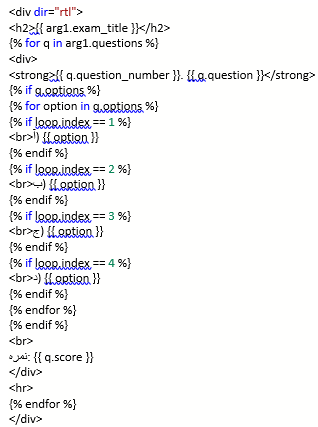 <div dir="rtl">
<h2>{{ arg1.exam_title }}</h2>
{% for q in arg1.questions %}
<div>
<strong>{{ q.question_number }}. {{ q.question }}</strong>
{% if q.options %}
{% for option in q.options %}
{% if loop.index == 1 %}
<br>ا) {{ option }}
{% endif %}
{% if loop.index == 2 %}
<br>ب) {{ option }}
{% endif %}
{% if loop.index == 3 %}
<br>ج) {{ option }}
{% endif %}
{% if loop.index == 4 %}
<br>د) {{ option }}
{% endif %}
{% endfor %}
{% endif %}
<br>
نمره: {{ q.score }}
</div>
<hr>
{% endfor %}
</div>